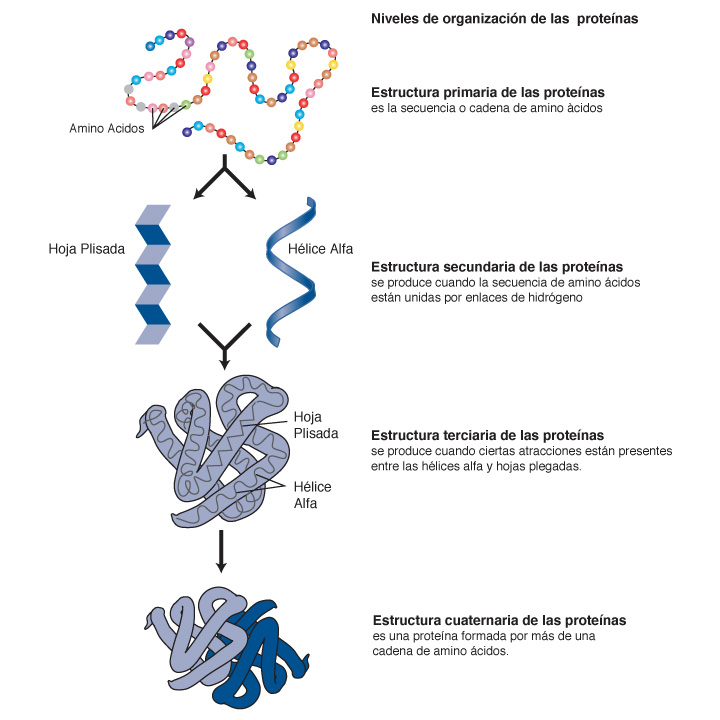 Niveles de organización de las proteínas
Estructura primaria de las proteínas
es la secuencia o cadena de amino àcidos
Amino Acidos
Hoja Plisada
Hélice Alfa
Estructura secundaria de las proteínas
se produce cuando la secuencia de amino ácidos
están unidas por enlaces de hidrógeno
Hoja
Plisada
Hélice
Alfa
Estructura terciaria de las proteínas
se produce cuando ciertas atracciones están presentes
entre las hélices alfa y hojas plegadas.
Estructura cuaternaria de las proteínas
es una proteína formada por más de una
cadena de amino ácidos.